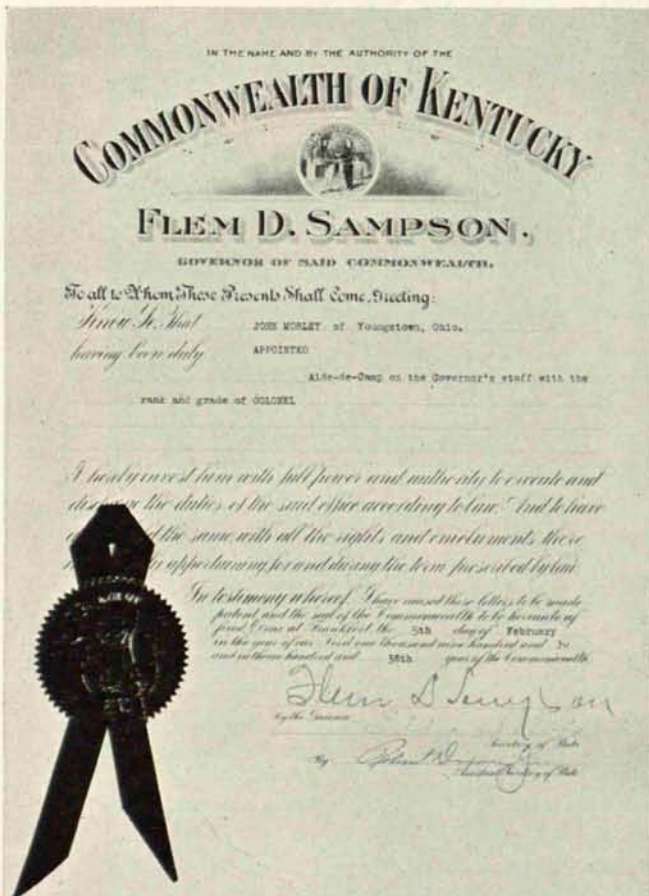 IN THE NAME AND BY THE AUTHORITY OF THE
COMMONWEALTH OF KENTUCKY
FLEM D. SAMPSON,
GOVERNOR OF SAID COMMONWEALTH.
To all to Whom These Presents Shall Come, Greeting:
Know Ye, That JOHN MORLEY of Youngstown, Ohio.
having been duly APPOINTED
Aide-de-Camp on the Governor's staff with the
rank and grade of COLONEL
I hereby invest him with full power and authority to execute and
discharge the duties of the said office according to law. And to have
the same, with all the rights and emoluments there
appertaining for and during the term prescribed by law.
In testimony whereof, I have caused these letters to be made
patent, and the seal of the Commonwealth to be hereunto af
fixed. Done at Frankfort, the 5th day of February
in the year of our Lord one thousand nine hundred and
and in the one hundred and 38th year of the Commonwealth
Flem D Sampson
By the Governor
Secretary of State
By
Assistant Secretary of State